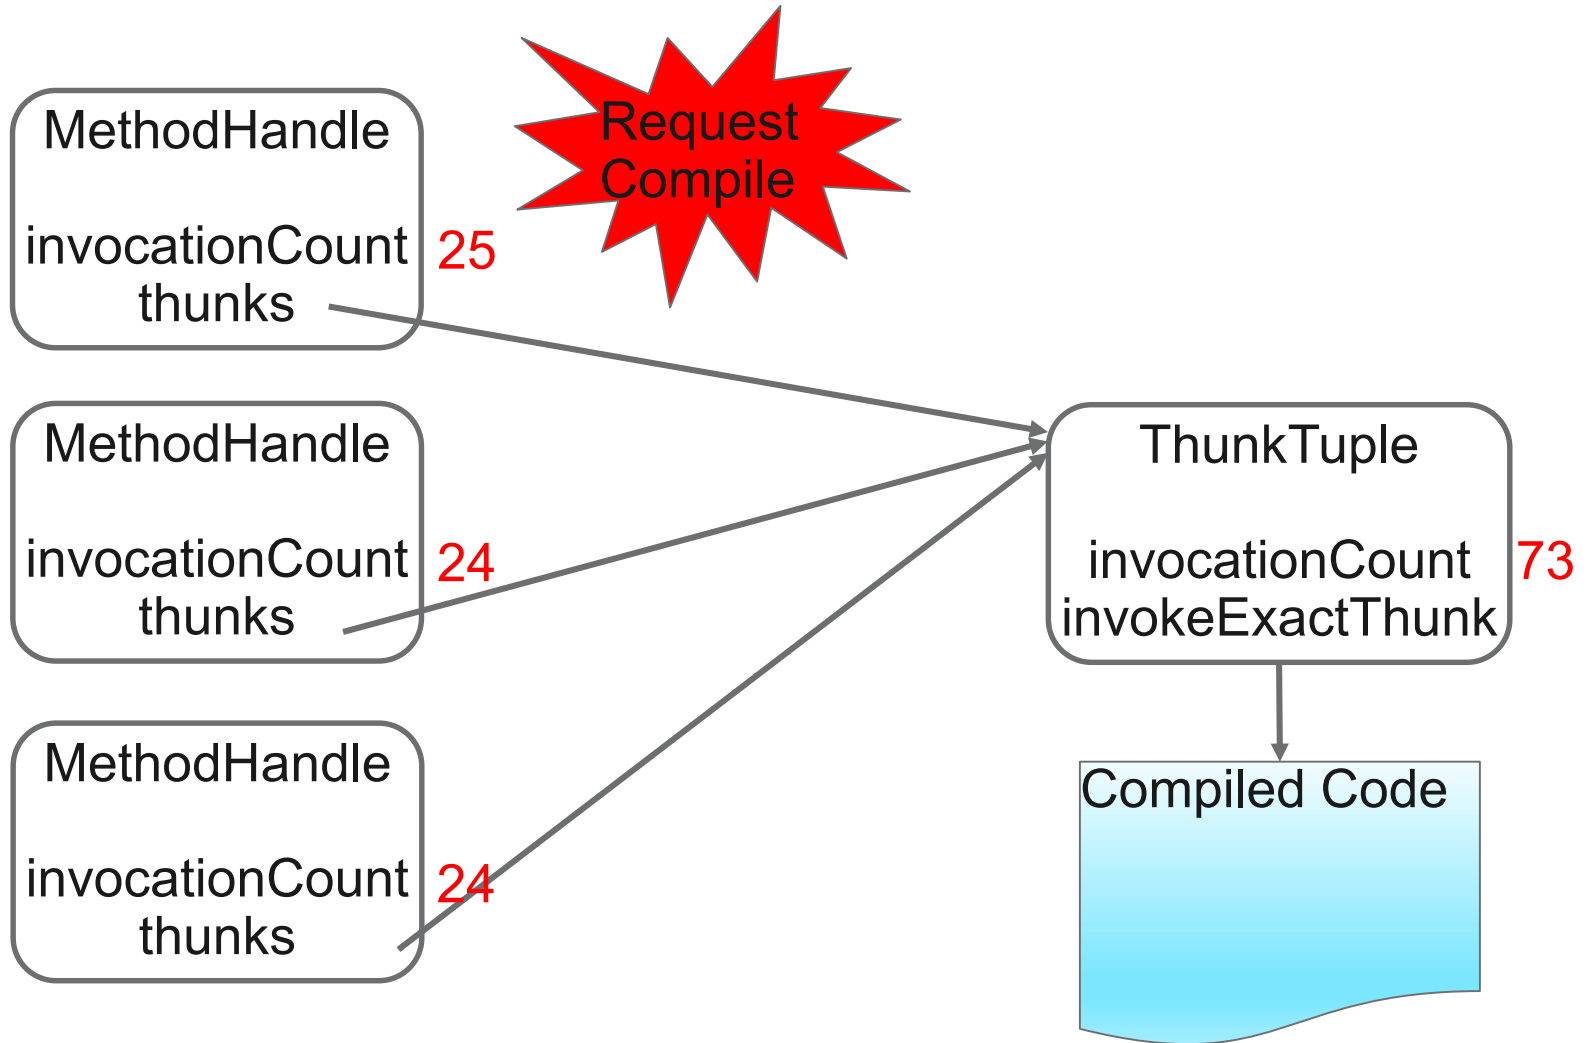 MethodHandle
invocationCount 25
thunks
Request
Compile
MethodHandle
invocationCount 24
thunks
MethodHandle
invocationCount 24
thunks
ThunkTuple
invocationCount 73
invokeExactThunk
Compiled Code